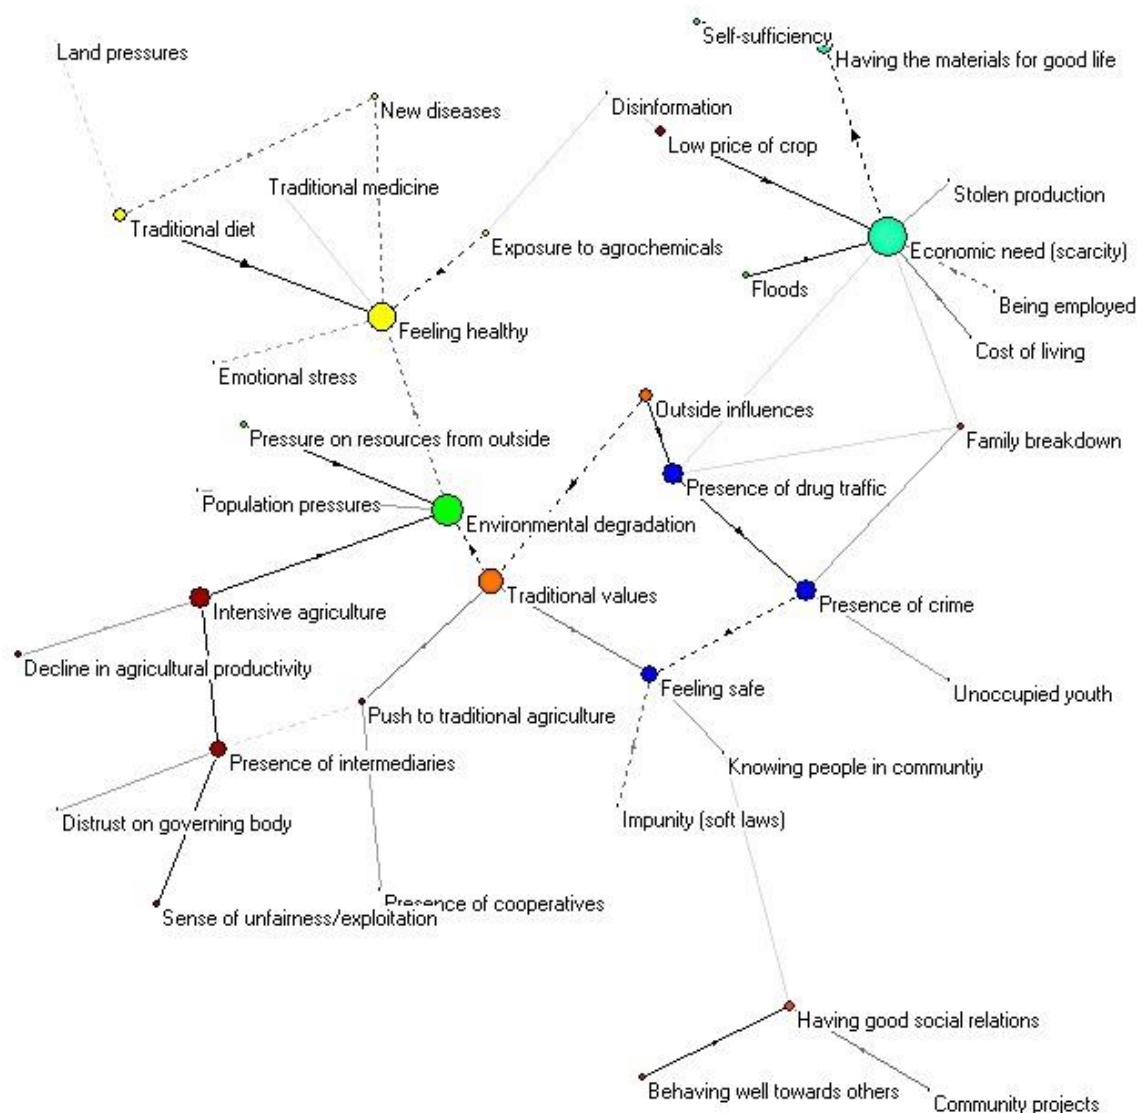 Self-sufficiency
Land pressures
Having the materials for good life
New diseases
Disinformation
Low price of crop
Traditional medicine
Stolen production
Traditional diet
Exposure to agrochemicals
Economic need (scarcity)
Floods
Being employed
Feeling healthy
Cost of living
Emotional stress
Outside influences
Pressure on resources from outside
Family breakdown
Presence of drug traffic
Population pressures
Environmental degradation
Traditional values
Presence of crime
Intensive agriculture
Decline in agricultural productivity
Feeling safe
Unoccupied youth
Push to traditional agriculture
Presence of intermediaries
Knowing people in communtiy
Distrust on governing body
Impunity (soft laws)
Presence of cooperatives
Sense of unfairness/exploitation
Having good social relations
Behaving well towards others
Community projects